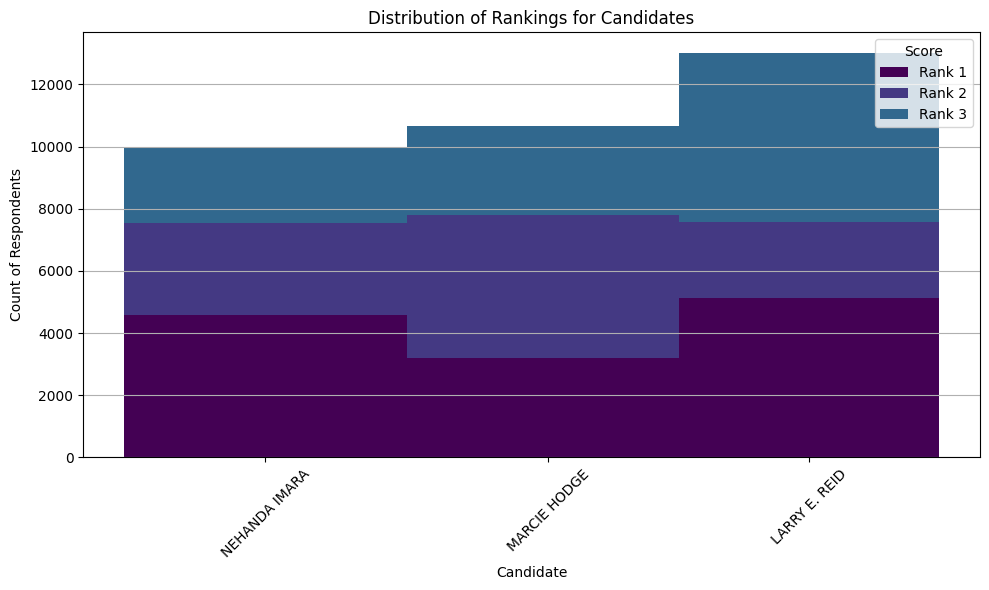 Distribution of Rankings for Candidates
Score
Rank 1
Rank 2
Rank 3
Count of Respondents
12000
10000
8000
6000
4000
2000
0
NEHANDA IMARA
MARCIE HODGE
LARRY E. REID
Candidate